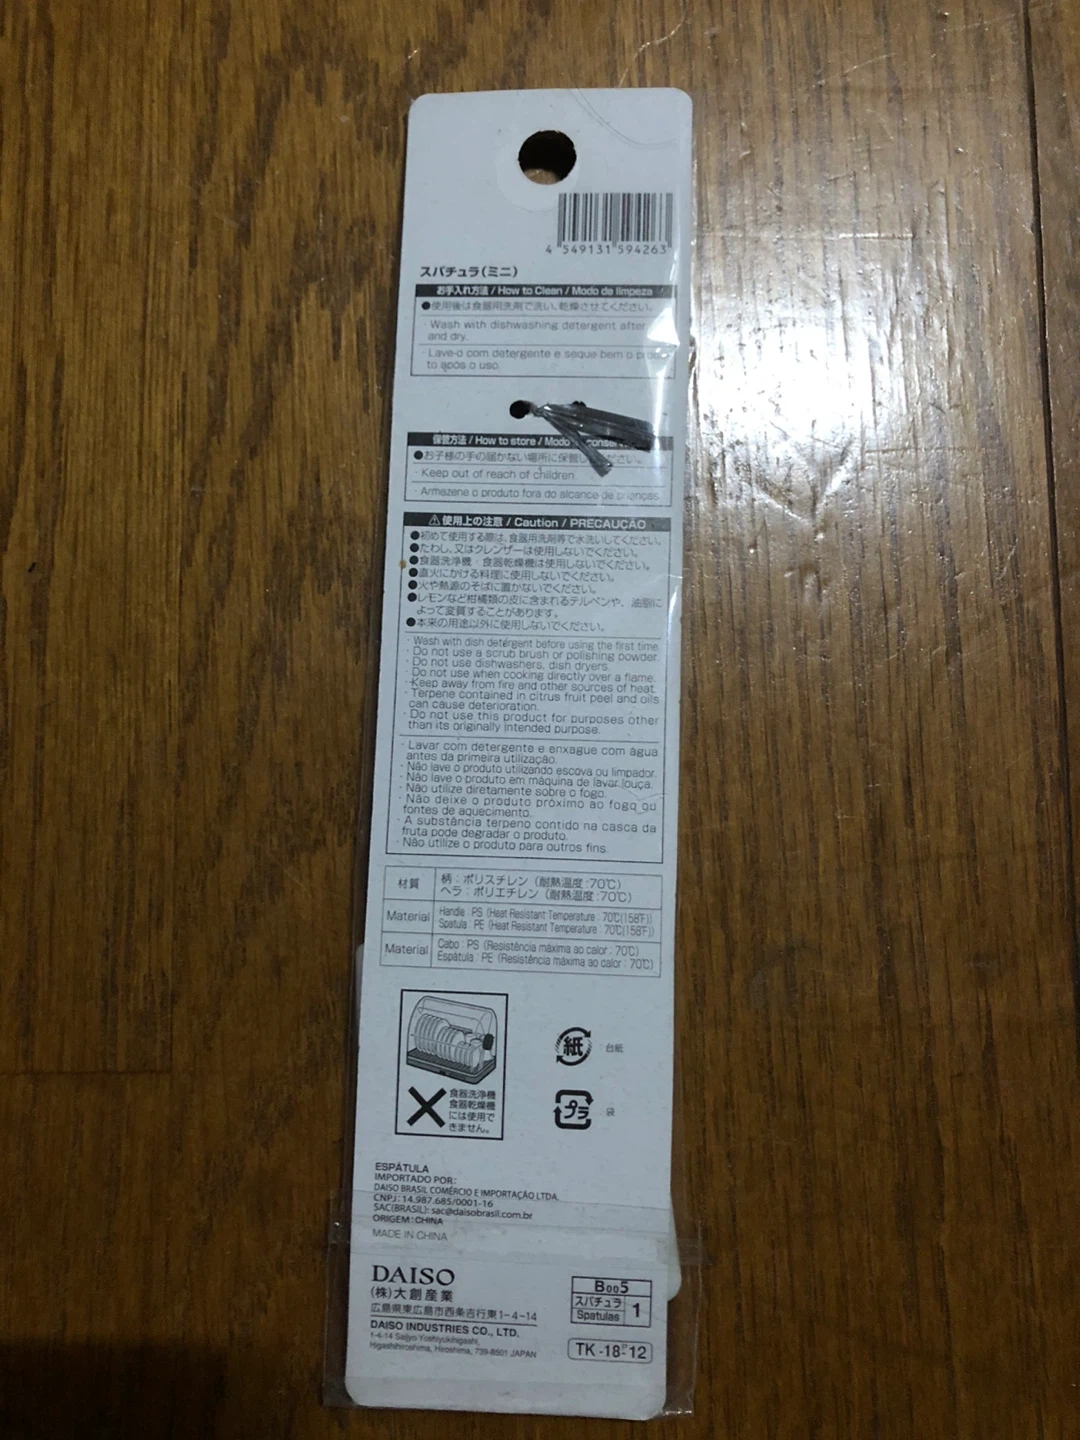 4 549131 594263
スパチュラ(ミニ)
お手入れ方法 / How to Clean / Modo de limpeza
●使用後は食器用洗剤で洗い、乾燥させてください。
· Wash with dishwashing detergent after
and dry.
· Lave-o com detergente e seque bem o
to após o uso.
保管方法 / How to store / Modo
●お子様の手の届かない場所に保管し
· Keep out of reach of children.
· Armazene o produto fora do alcance de crianças.
⚠使用上の注意 / Caution / PRECAUÇÃO
●初めて使用する際は、食器用洗剤等で水洗いしてください。
●たわし、又はクレンザーは使用しないでください。
●食器洗浄機・食器乾燥機は使用しないでください。
●直火にかける料理に使用しないでください。
●火や熱源のそばに置かないでください。
●レモンなど柑橘類の皮に含まれるテルペンや、油脂に
よって変質することがあります。
●本来の用途以外に使用しないでください。
· Wash with dish detergent before using the first time.
· Do not use a scrub brush or polishing powder.
· Do not use dishwashers, dish dryers.
· Do not use when cooking directly over a flame.
· Keep away from fire and other sources of heat.
· Terpene contained in citrus fruit peel and oils
can cause deterioration.
· Do not use this product for purposes other
than its originally intended purpose.
· Lavar com detergente e enxague com água
antes da primeira utilização.
· Não lave o produto utilizando escova ou limpador.
· Não lave o produto em máquina de lavar louça.
· Não utilize diretamente sobre o fogo.
· Não deixe o produto próximo ao fogo ou
fontes de aquecimento.
· A substância terpeno contido na casca da
fruta pode degradar o produto.
· Não utilize o produto para outros fins.
材質 柄:ポリスチレン (耐熱温度:70℃)
ヘラ:ポリエチレン (耐熱温度:70℃)
Material Handle : PS (Heat Resistant Temperature : 70℃(158℉))
Spatula : PE (Heat Resistant Temperature : 70℃(158℉))
Material Cabo : PS (Resistência máxima ao calor : 70℃)
Espátula : PE (Resistência máxima ao calor : 70℃)
紙 台紙
プラ 袋
食器洗浄機
食器乾燥機
には使用で
きません。
ESPÁTULA
IMPORTADO POR:
DAISO BRASIL COMÉRCIO E IMPORTAÇÃO LTDA.
CNPJ: 14.987.685/0001-16
SAC(BRASIL): sac@daisobrasil.com.br
ORIGEM: CHINA
MADE IN CHINA
DAISO
(株)大創産業
広島県東広島市西条吉行東1-4-14
DAISO INDUSTRIES CO., LTD.
1-4-14 Saijyo Yoshiyukihigashi,
Higashihiroshima, Hiroshima, 739-8501 JAPAN
B005
スパチュラ
Spatulas 1
TK-18-P12